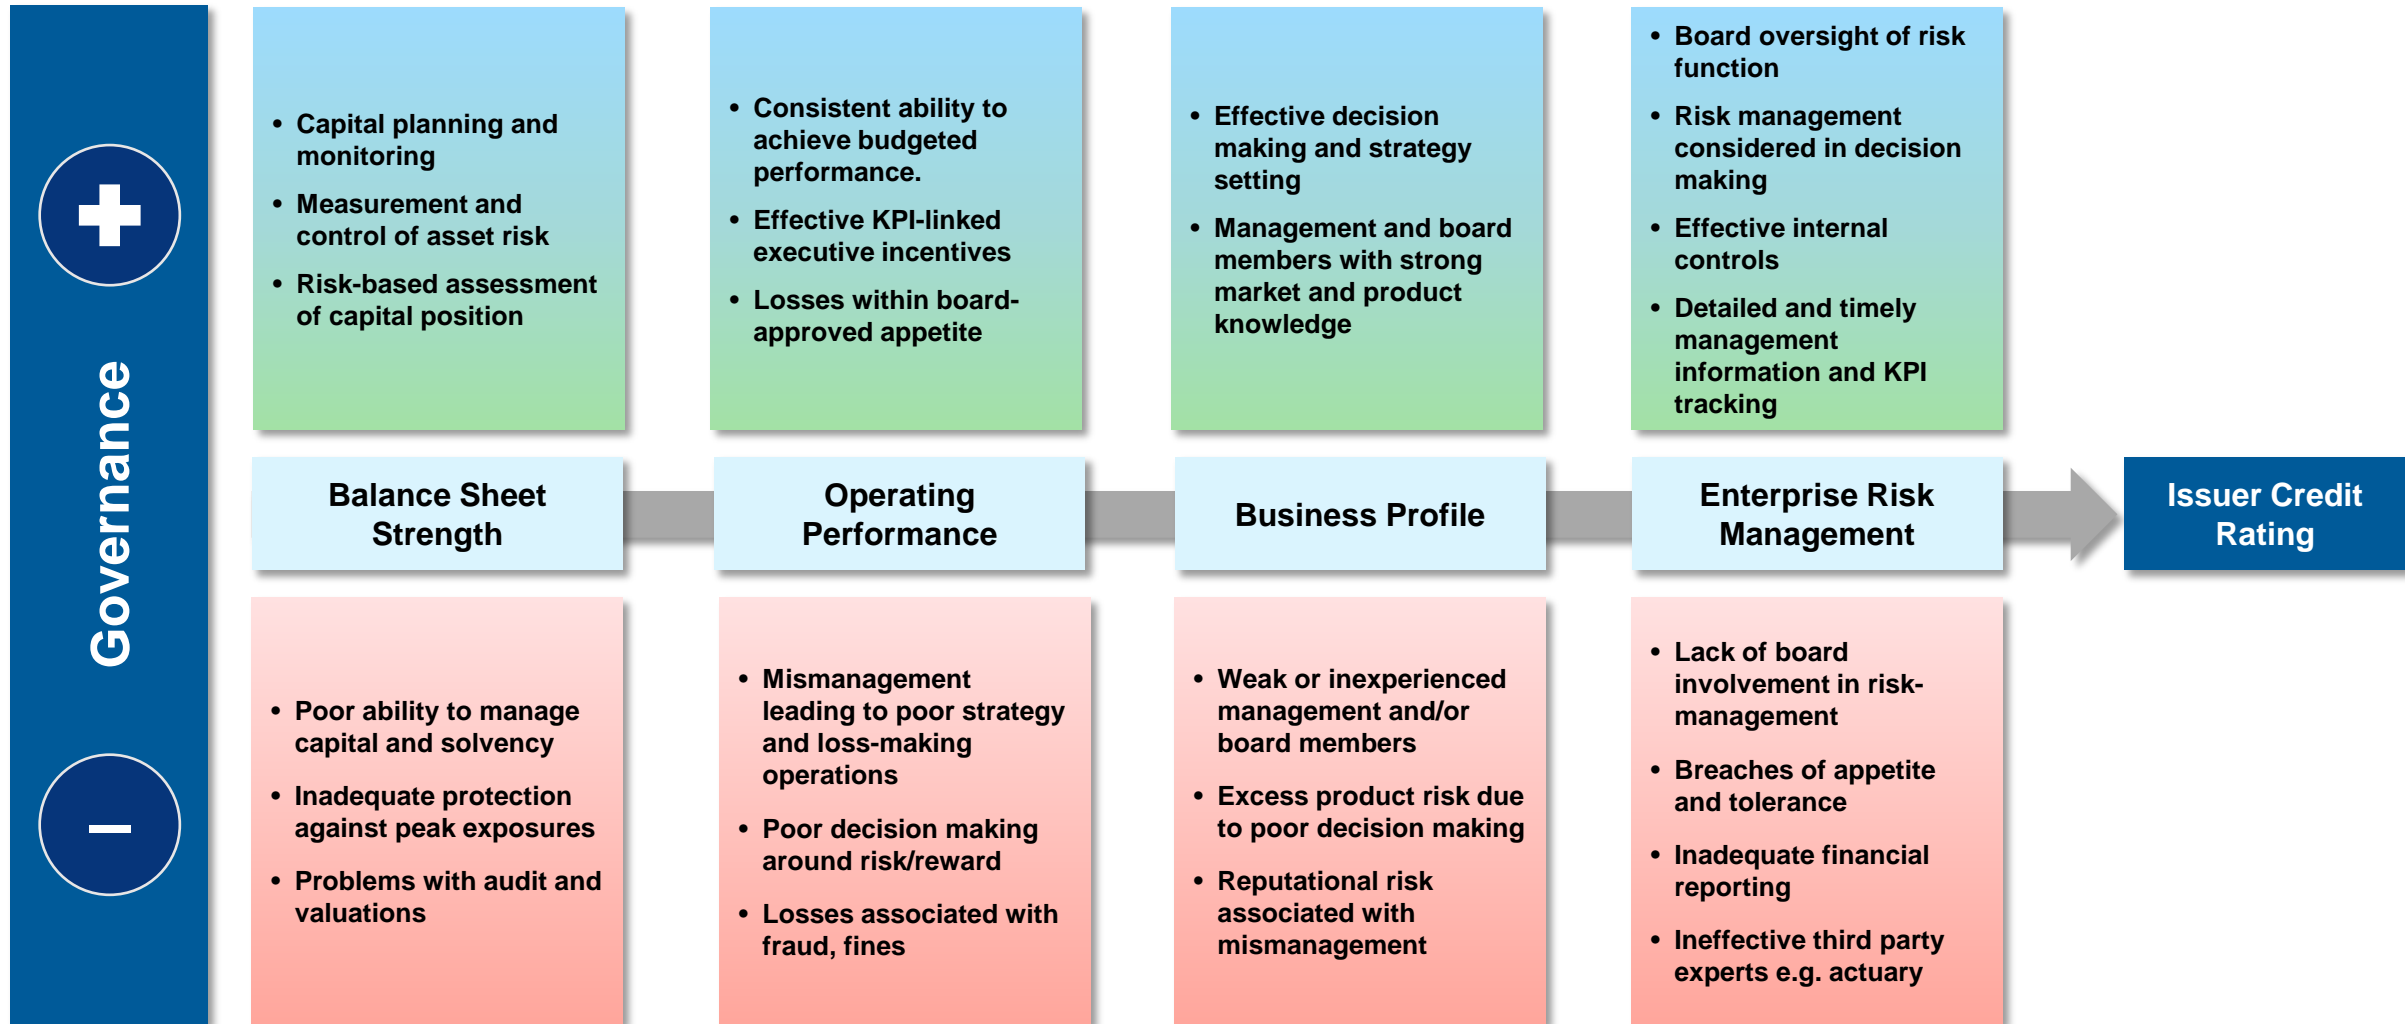 Governance
• Capital planning and
monitoring
• Measurement and
control of asset risk
• Risk-based assessment
of capital position
• Consistent ability to
achieve budgeted
performance.
• Effective KPI-linked
executive incentives
• Losses within board-
approved appetite
• Effective decision
making and strategy
setting
• Management and board
members with strong
market and product
knowledge
• Board oversight of risk
function
• Risk management
considered in decision
making
• Effective internal
controls
• Detailed and timely
management
information and KPI
tracking
Balance Sheet
Strength
Operating
Performance
Business Profile
Enterprise Risk
Management
Issuer Credit
Rating
• Poor ability to manage
capital and solvency
• Inadequate protection
against peak exposures
• Problems with audit and
valuations
• Mismanagement
leading to poor strategy
and loss-making
operations
• Poor decision making
around risk/reward
• Losses associated with
fraud, fines
• Weak or inexperienced
management and/or
board members
• Excess product risk due
to poor decision making
• Reputational risk
associated with
mismanagement
• Lack of board
involvement in risk-
management
• Breaches of appetite
and tolerance
• Inadequate financial
reporting
• Ineffective third party
experts e.g. actuary